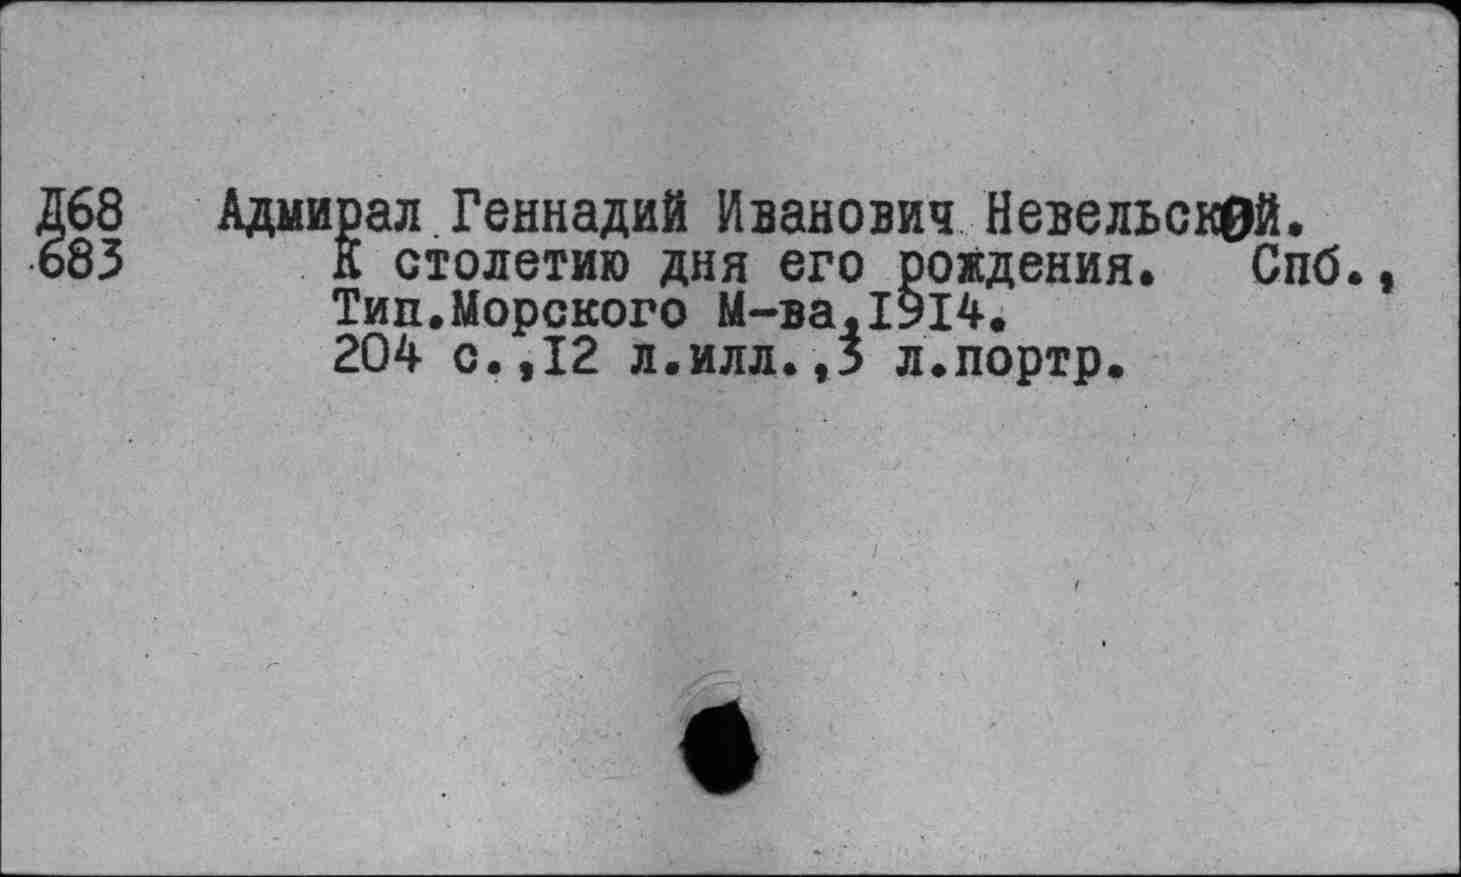 Д68 Адмирал Геннадий Иванович Невельской.
683 К столетию дня его рождения. Спб.,
Тип.Морского М-ва,1914.
204 с.,12 л.илл.,3 л.портр.